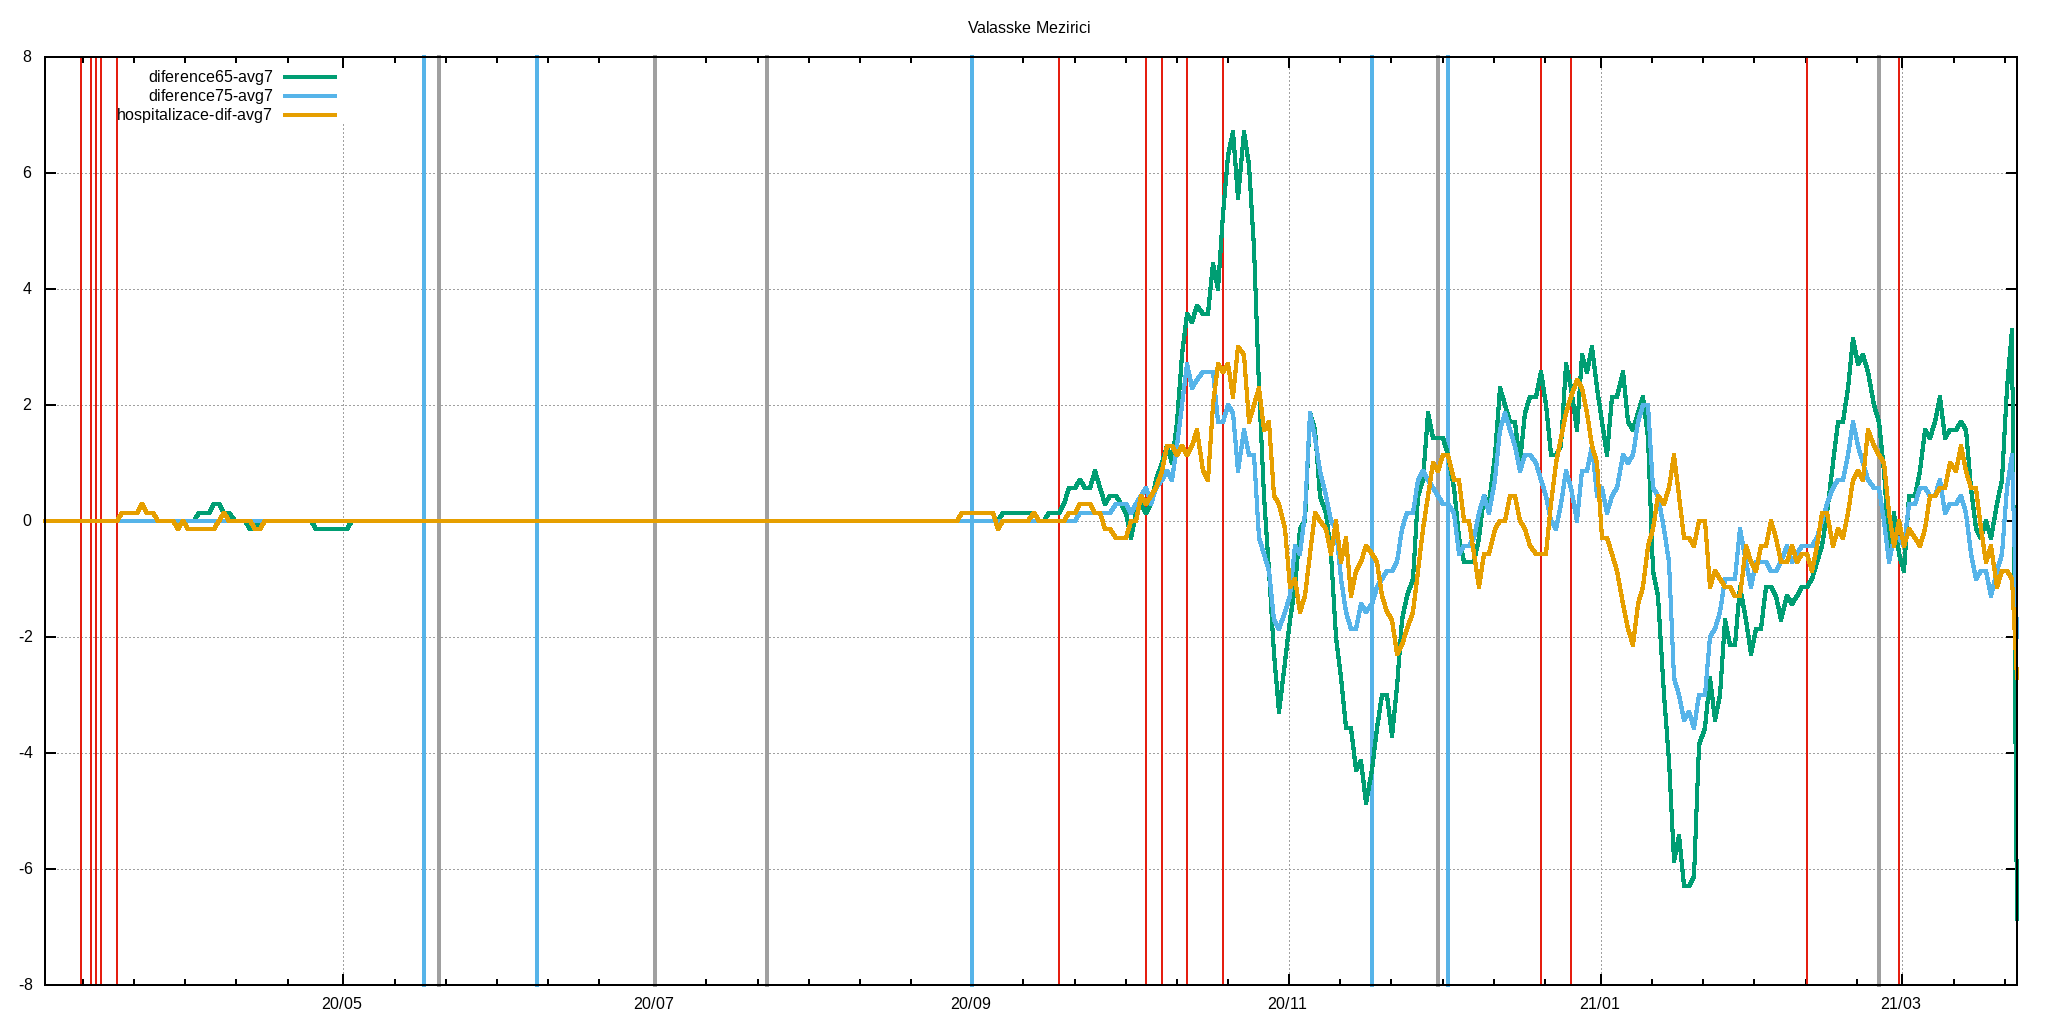 Valasske Mezirici
diference65-avg7
diference75-avg7
hospitalizace-dif-avg7
8
6
4
2
0
-2
-4
-6
-8
20/05 20/07 20/09 20/11 21/01 21/03